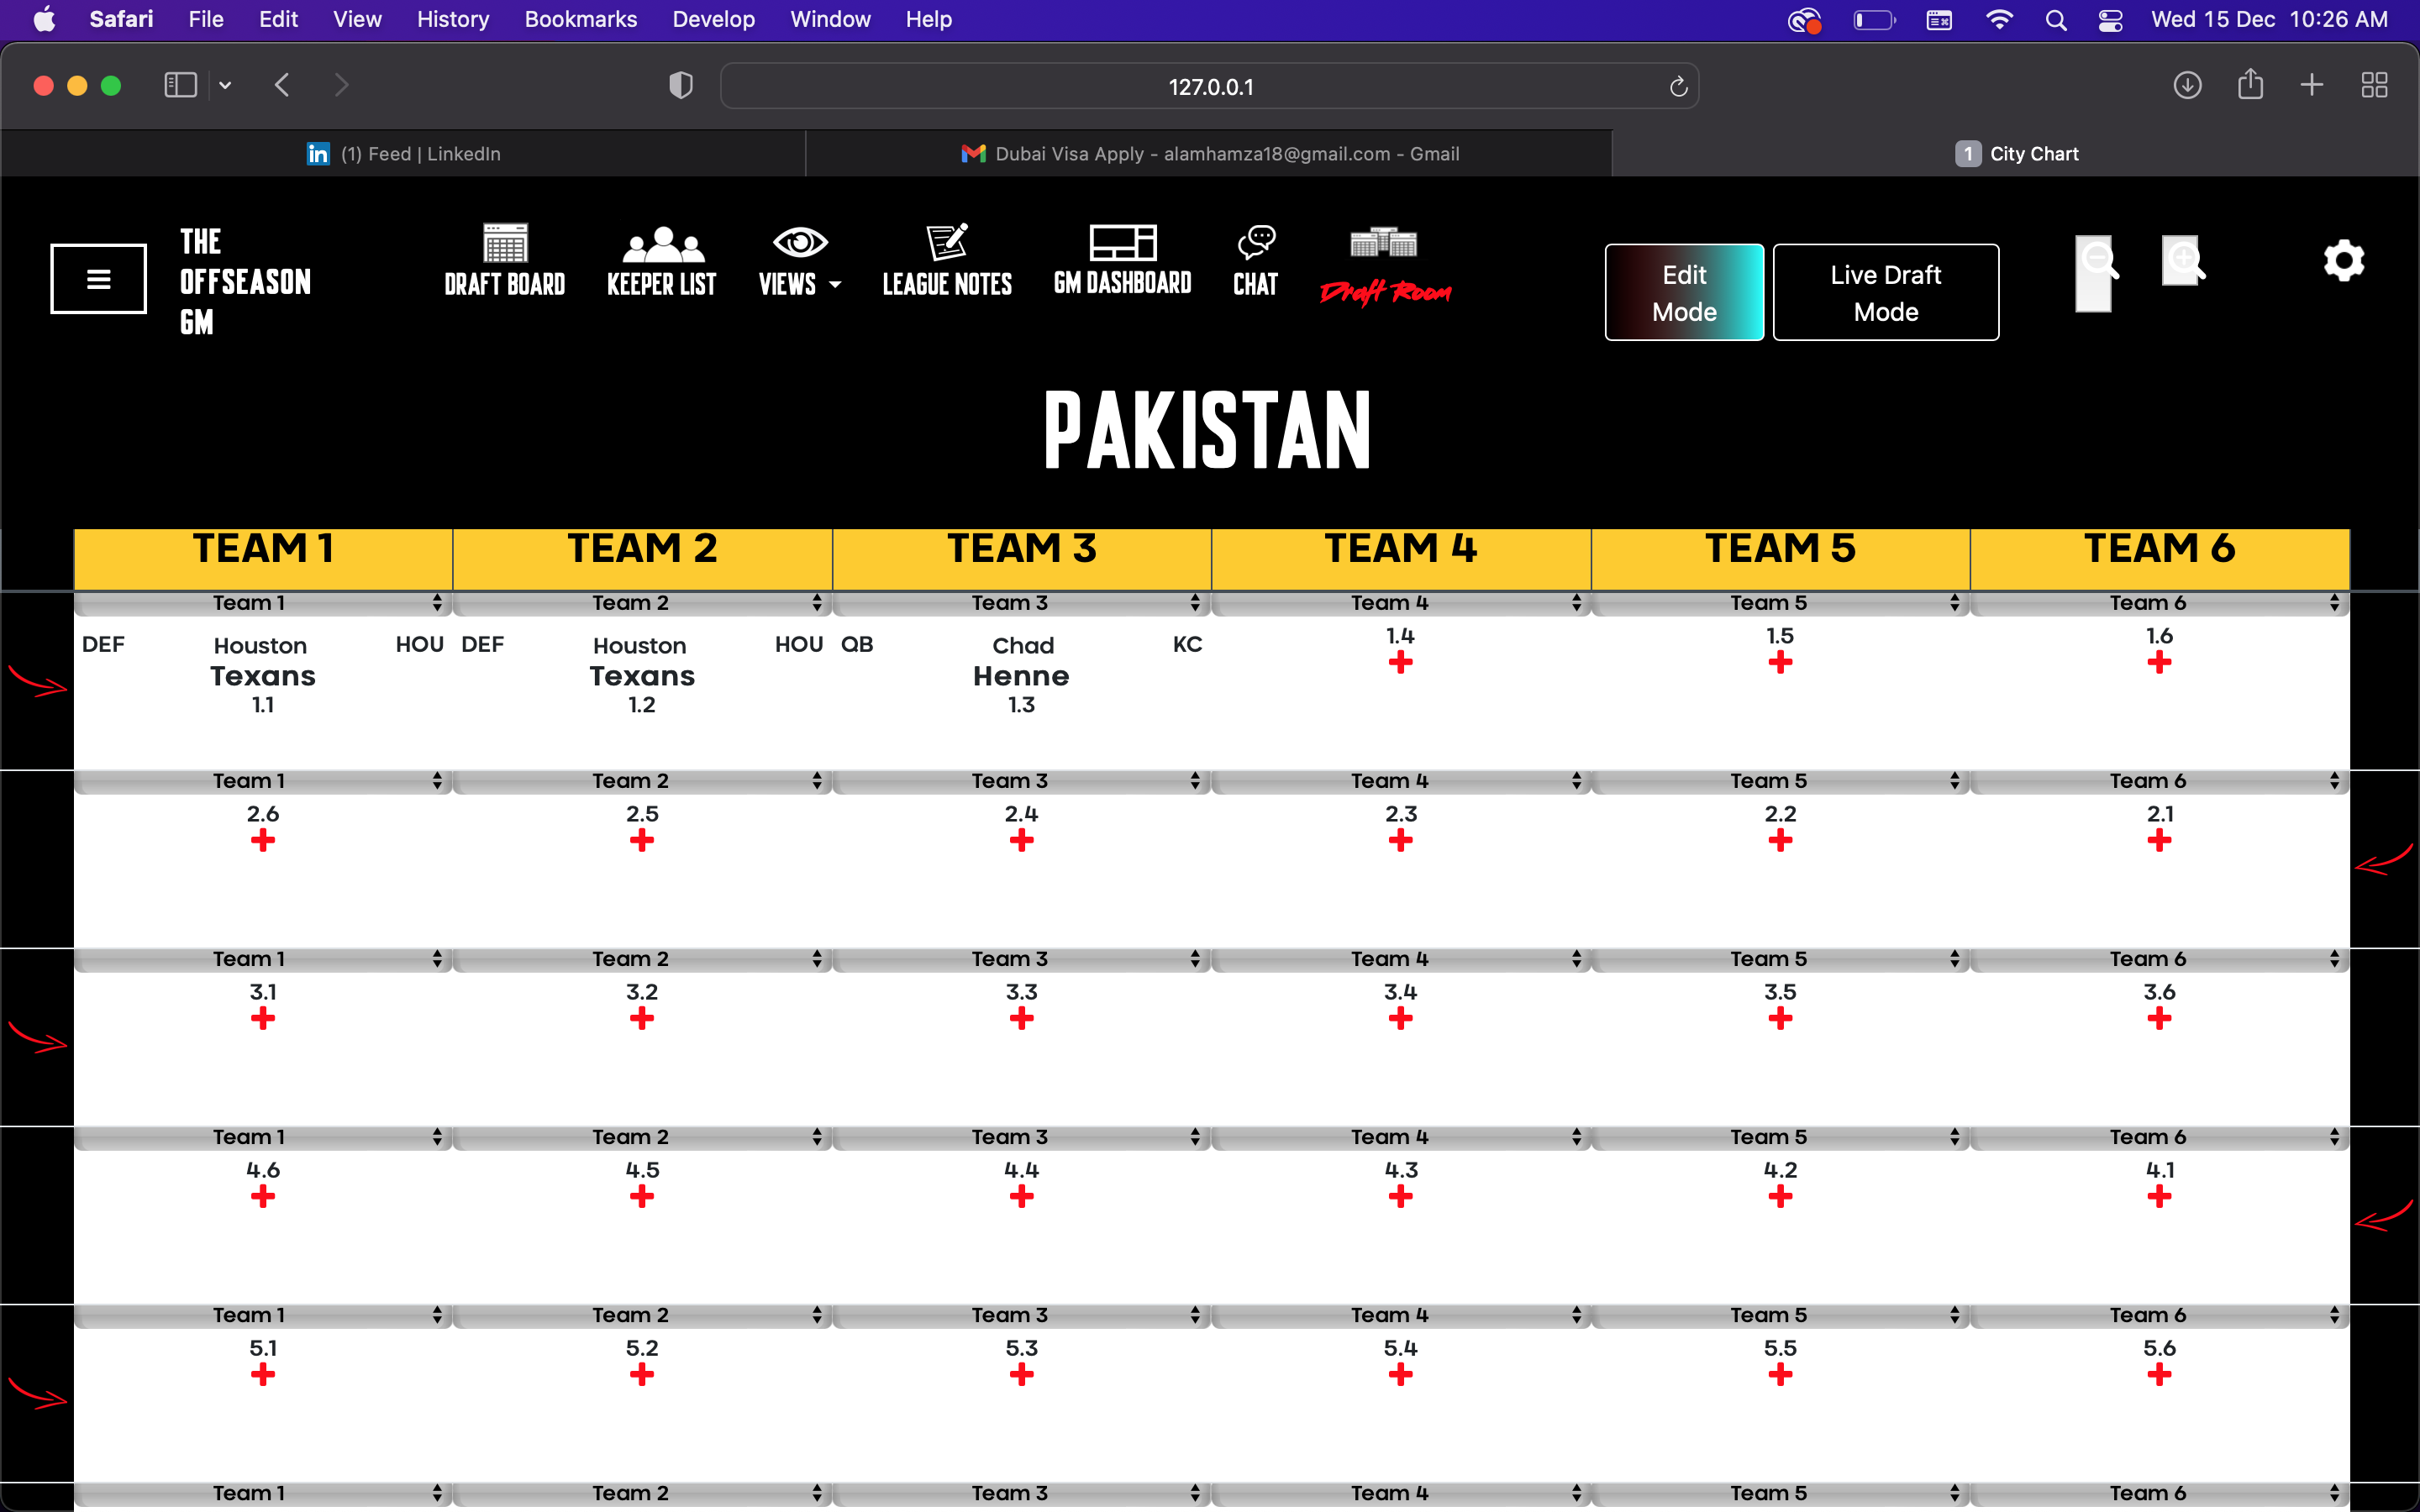 Safari File Edit View History Bookmarks Develop Window Help Wed 15 Dec 10:26 AM
127.0.0.1
(1) Feed | LinkedIn
Dubai Visa Apply - alamhamza18@gmail.com - Gmail
1 City Chart
THE
OFFSEASON
GM
DRAFT BOARD
KEEPER LIST
VIEWS
LEAGUE NOTES
GM DASHBOARD
CHAT
Draft Room
Edit
Mode
Live Draft
Mode
PAKISTAN
TEAM 1 TEAM 2 TEAM 3 TEAM 4 TEAM 5 TEAM 6
Team 1 Team 2 Team 3 Team 4 Team 5 Team 6
DEF Houston HOU DEF Houston HOU QB Chad KC 1.4 1.5 1.6
Texans Texans Henne
1.1 1.2 1.3
Team 1 Team 2 Team 3 Team 4 Team 5 Team 6
2.6 2.5 2.4 2.3 2.2 2.1
Team 1 Team 2 Team 3 Team 4 Team 5 Team 6
3.1 3.2 3.3 3.4 3.5 3.6
Team 1 Team 2 Team 3 Team 4 Team 5 Team 6
4.6 4.5 4.4 4.3 4.2 4.1
Team 1 Team 2 Team 3 Team 4 Team 5 Team 6
5.1 5.2 5.3 5.4 5.5 5.6
Team 1 Team 2 Team 3 Team 4 Team 5 Team 6